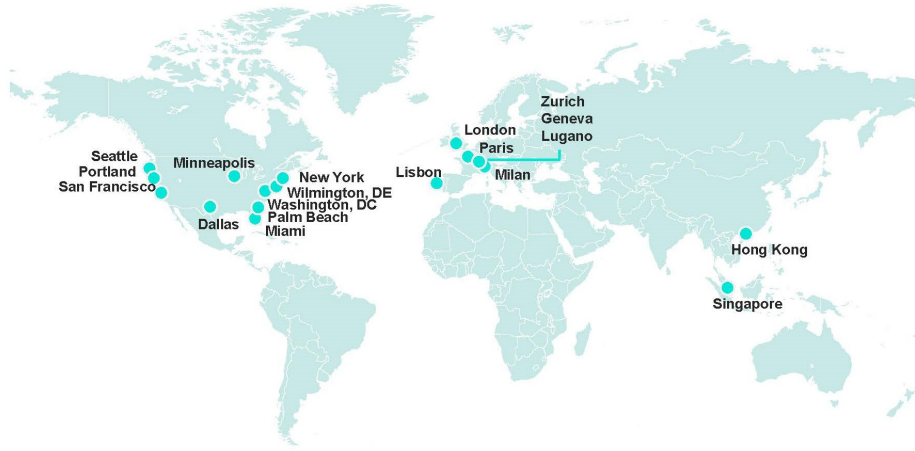 Seattle
Portland
San Francisco
Minneapolis
Dallas
New York
Wilmington, DE
Washington, DC
Palm Beach
Miami
Lisbon
London
Paris
Milan
Zurich
Geneva
Lugano
Hong Kong
Singapore